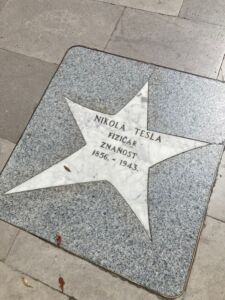 NIKOLA TESLA
FIZIČAR
ZNANOST
1856. - 1943.